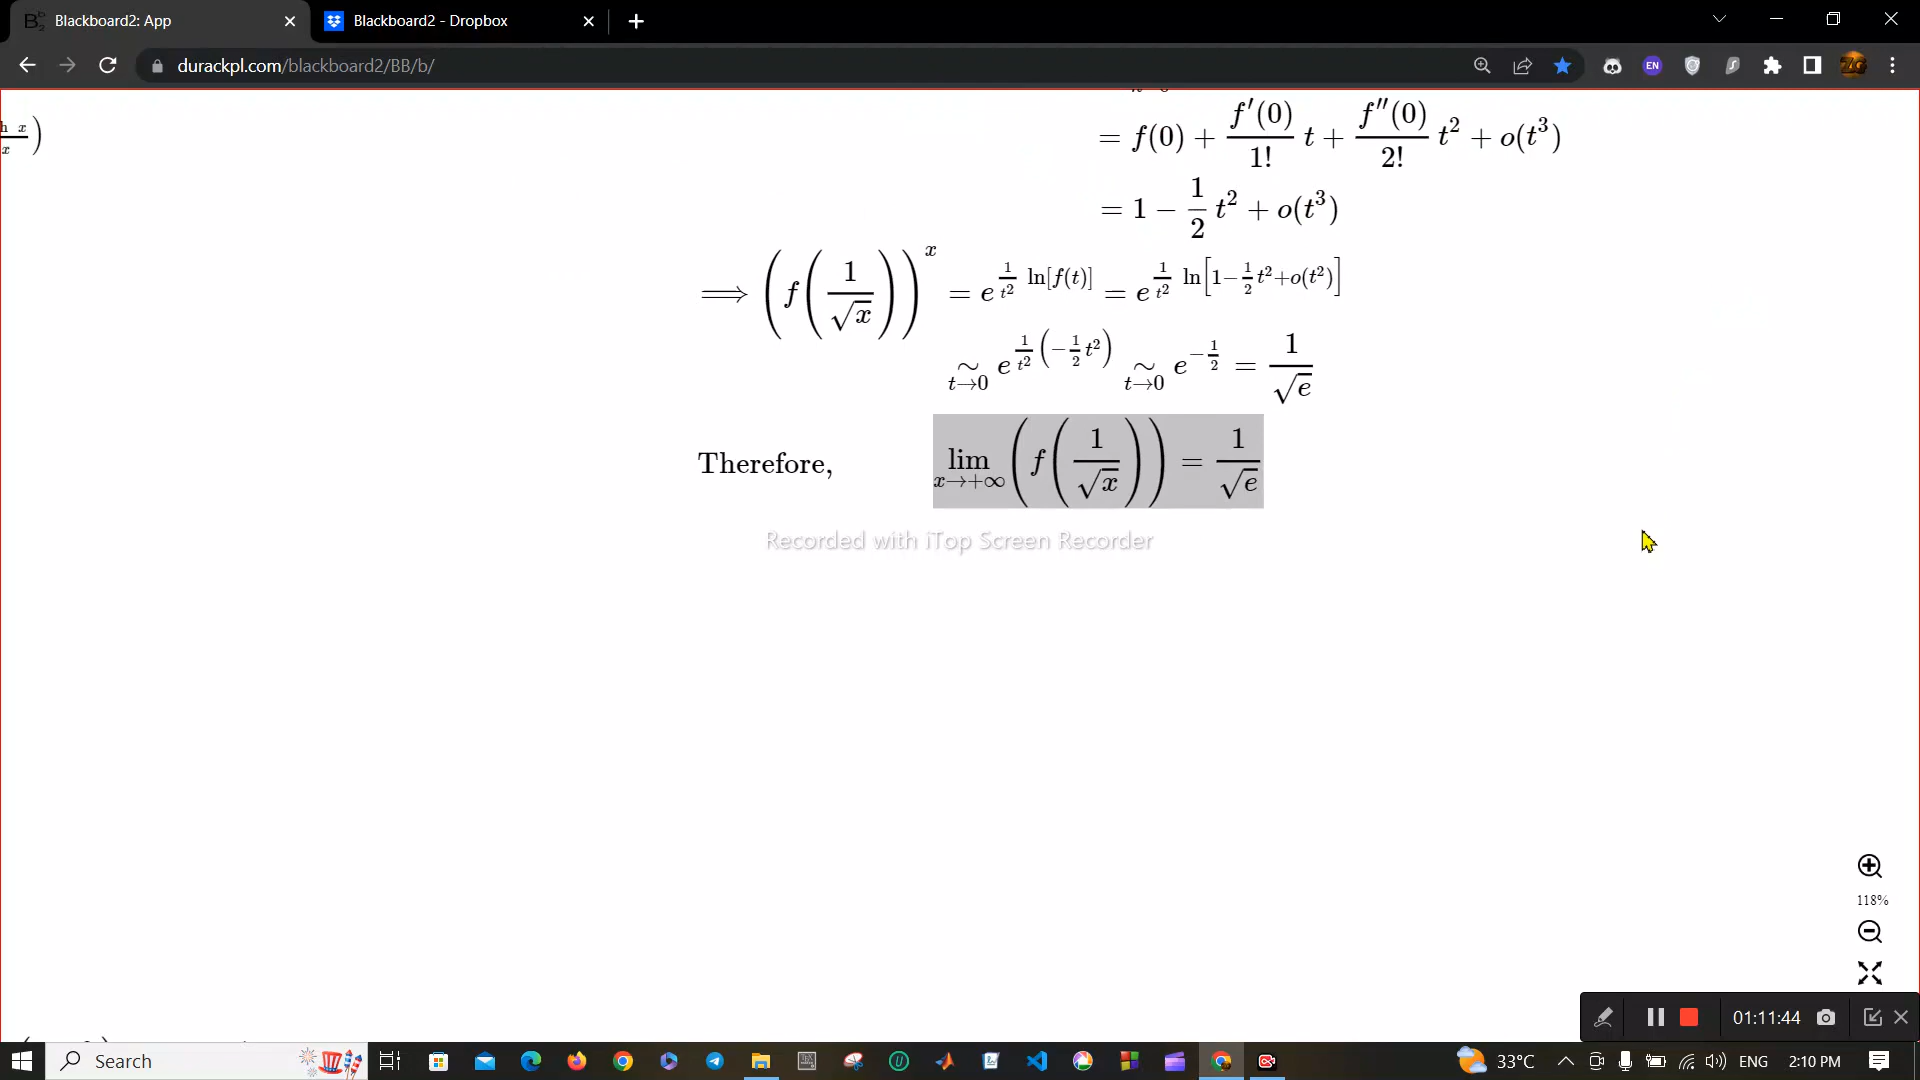 Blackboard2: App
Blackboard2 - Dropbox
durackpl.com/blackboard2/BB/b/
EN
ZG
h x / x )
= f(0) + f′(0)/1! t + f″(0)/2! t² + o(t³)
= 1 − 1/2 t² + o(t³)
⟹ (f(1/√x))^x = e^{1/t² ln[f(t)]} = e^{1/t² ln[1−1/2 t²+o(t²)]}
∼_{t→0} e^{1/t² (−1/2 t²)} ∼_{t→0} e^{−1/2} = 1/√e
Therefore, lim_{x→+∞} (f(1/√x)) = 1/√e
Recorded with iTop Screen Recorder
118%
01:11:44
Search
33°C
ENG
2:10 PM